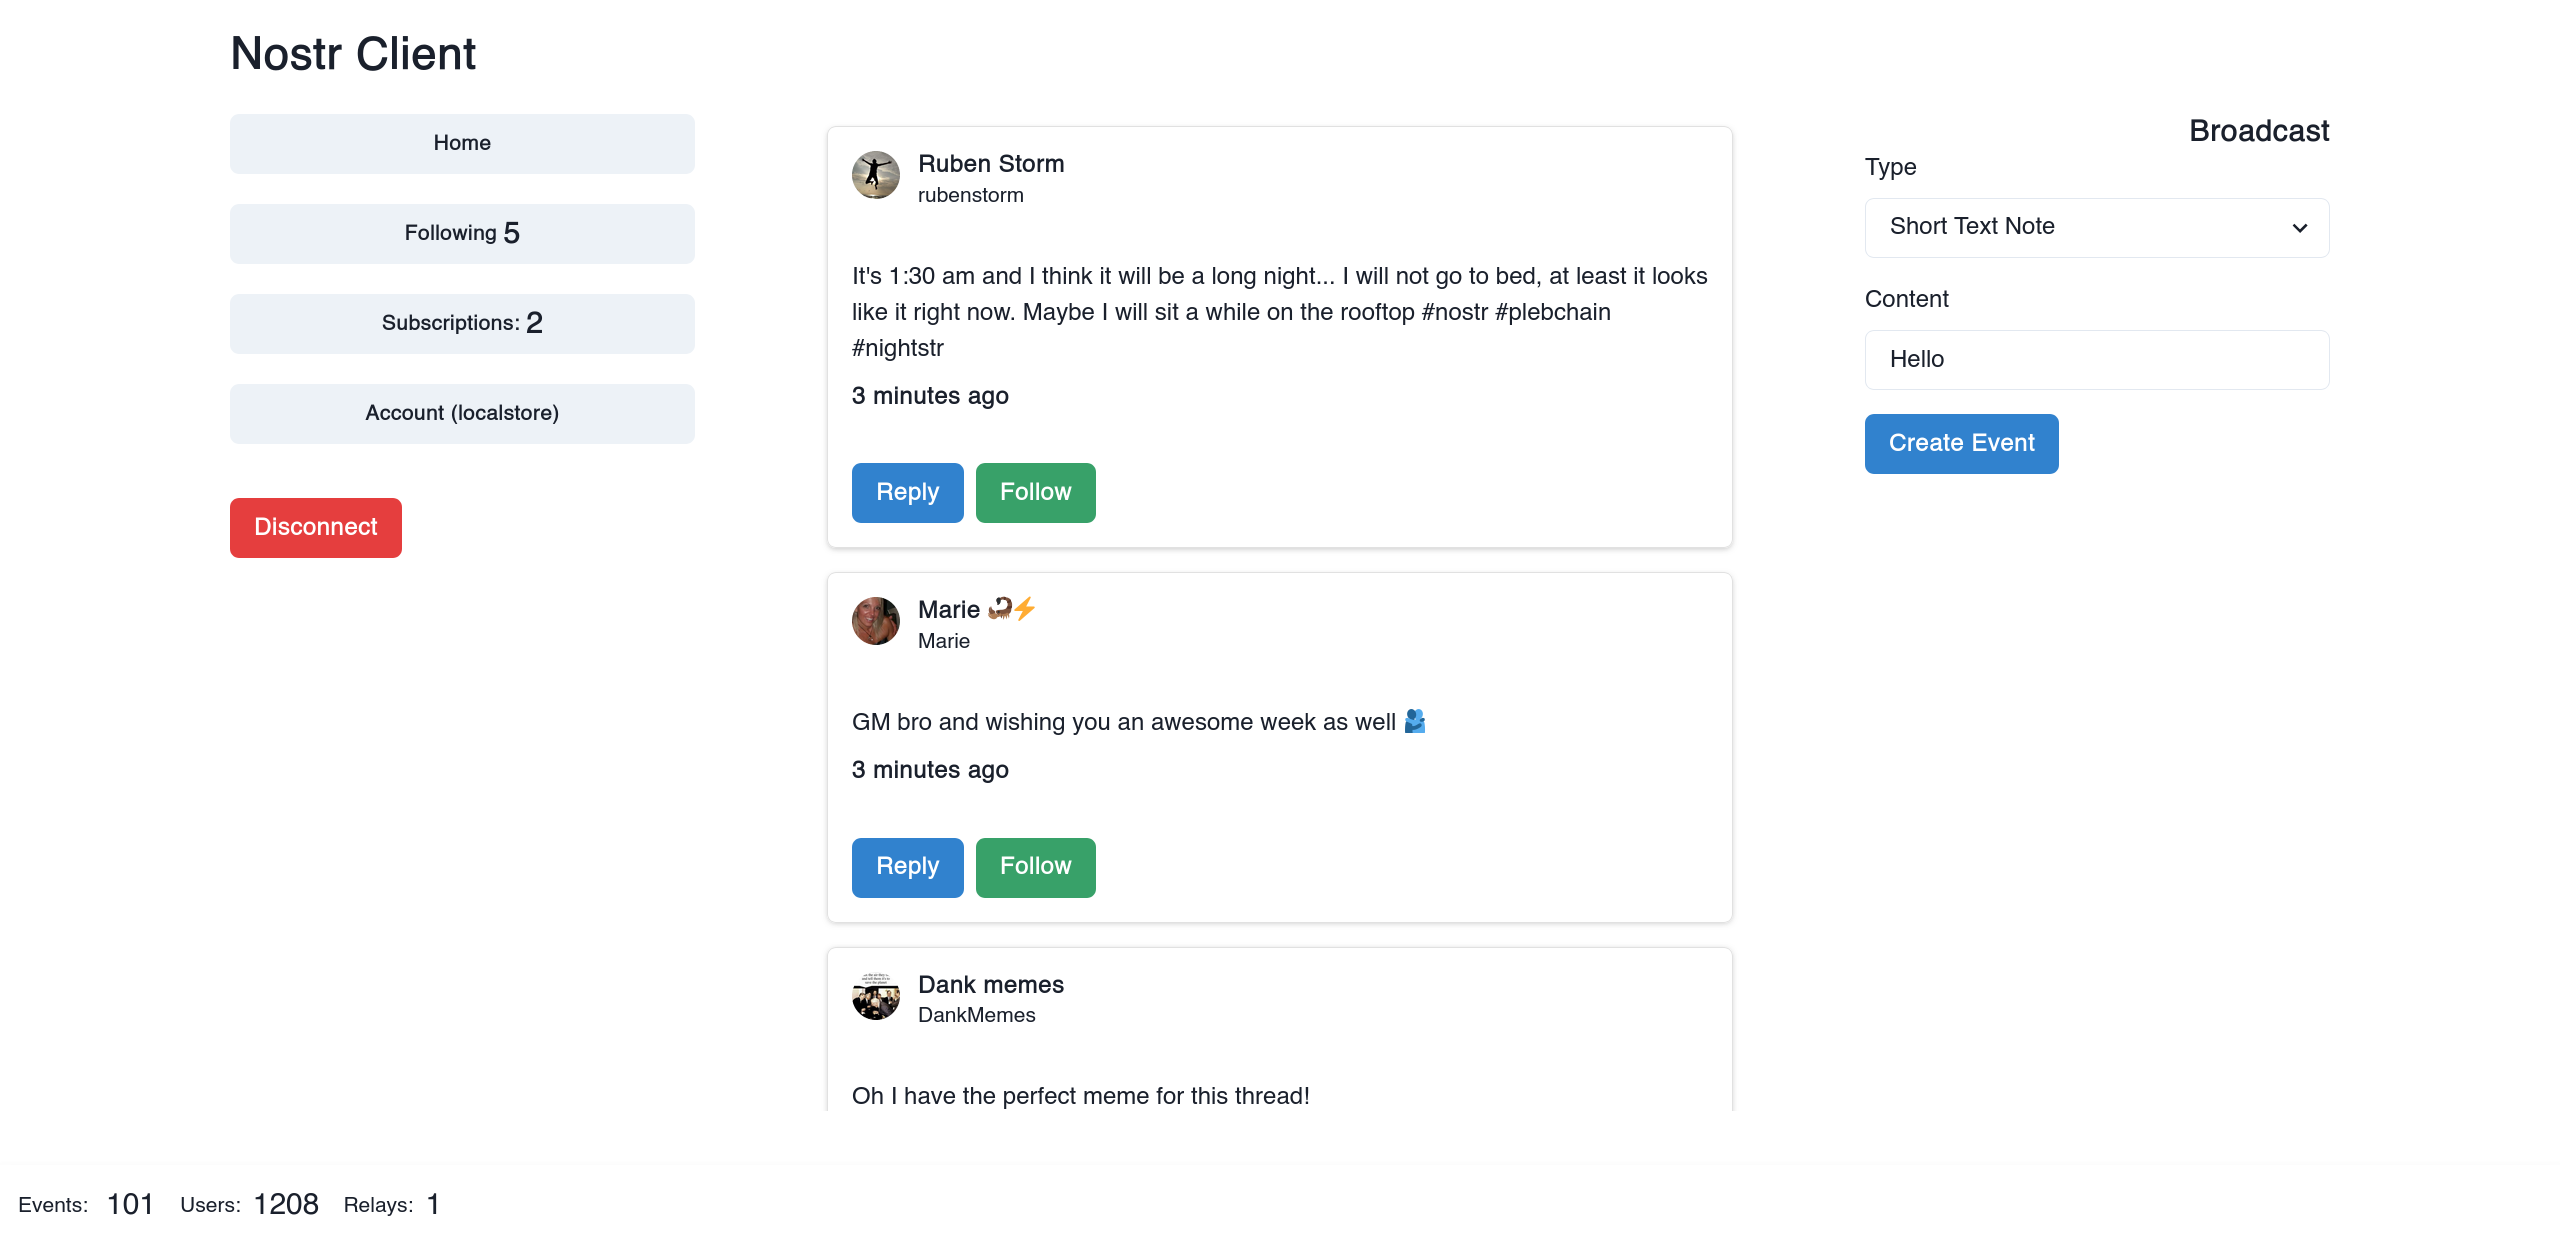 Nostr Client
Home
Following 5
Subscriptions: 2
Account (localstore)
Disconnect
Ruben Storm
rubenstorm
It's 1:30 am and I think it will be a long night... I will not go to bed, at least it looks
like it right now. Maybe I will sit a while on the rooftop #nostr #plebchain
#nightstr
3 minutes ago
Reply Follow
Marie 🦂⚡
Marie
GM bro and wishing you an awesome week as well 🫂
3 minutes ago
Reply Follow
Dank memes
DankMemes
Oh I have the perfect meme for this thread!
Broadcast
Type
Short Text Note
Content
Hello
Create Event
Events: 101 Users: 1208 Relays: 1